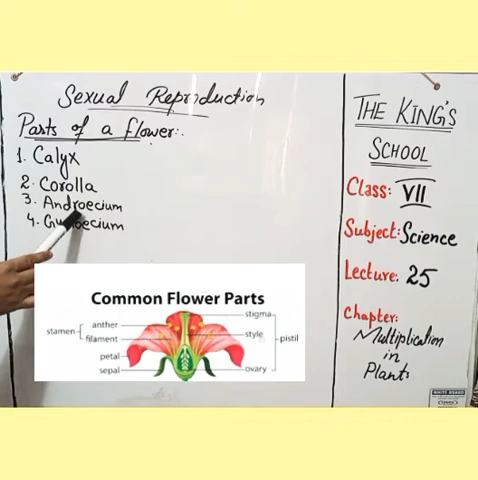 Sexual Reproduction
Parts of a flower:.
1. Calyx
2. Corolla
3. Androecium
4. Gynoecium
Common Flower Parts
stamen
anther
filament
petal
sepal
stigma
style
pistil
ovary
THE KING'S
SCHOOL
Class: VII
Subject: Science
Lecture: 25
Chapter:
Multiplication
in
Plants
WHITE BOARD